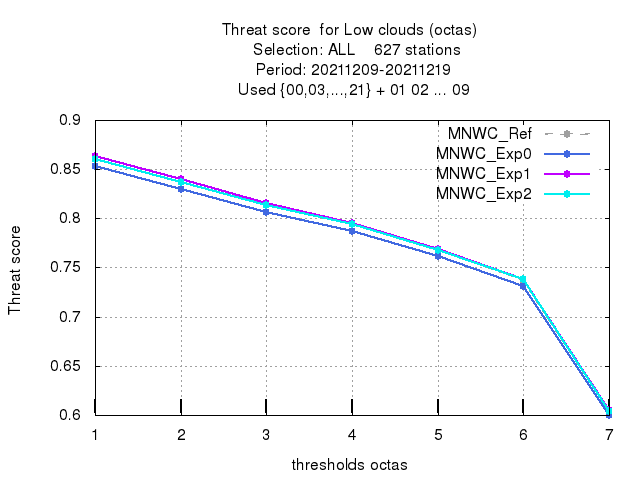 Threat score  for Low clouds (octas)
Selection: ALL    627 stations
Period: 20211209-20211219
Used {00,03,...,21} + 01 02 ... 09
0.9
0.85
0.8
0.75
0.7
0.65
0.6
Threat score
MNWC_Ref
MNWC_Exp0
MNWC_Exp1
MNWC_Exp2
1 2 3 4 5 6 7
thresholds octas